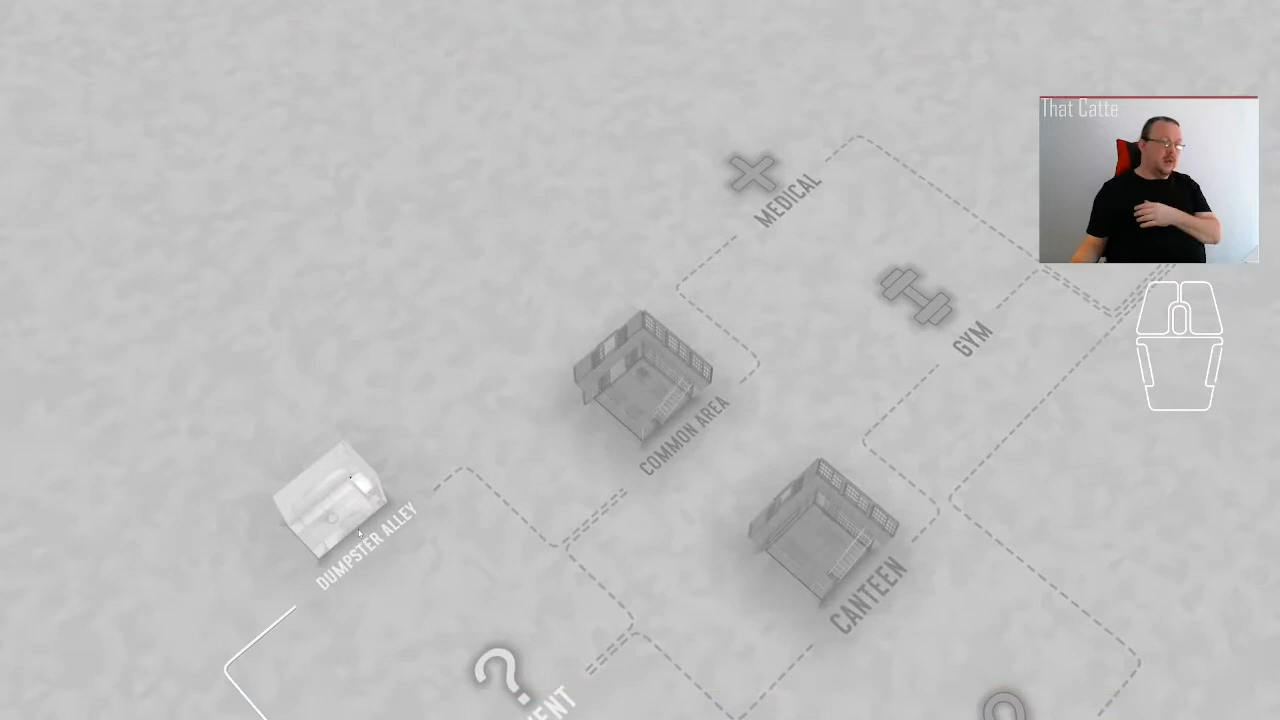 That Catte
MEDICAL
GYM
COMMON AREA
DUMPSTER ALLEY
CANTEEN